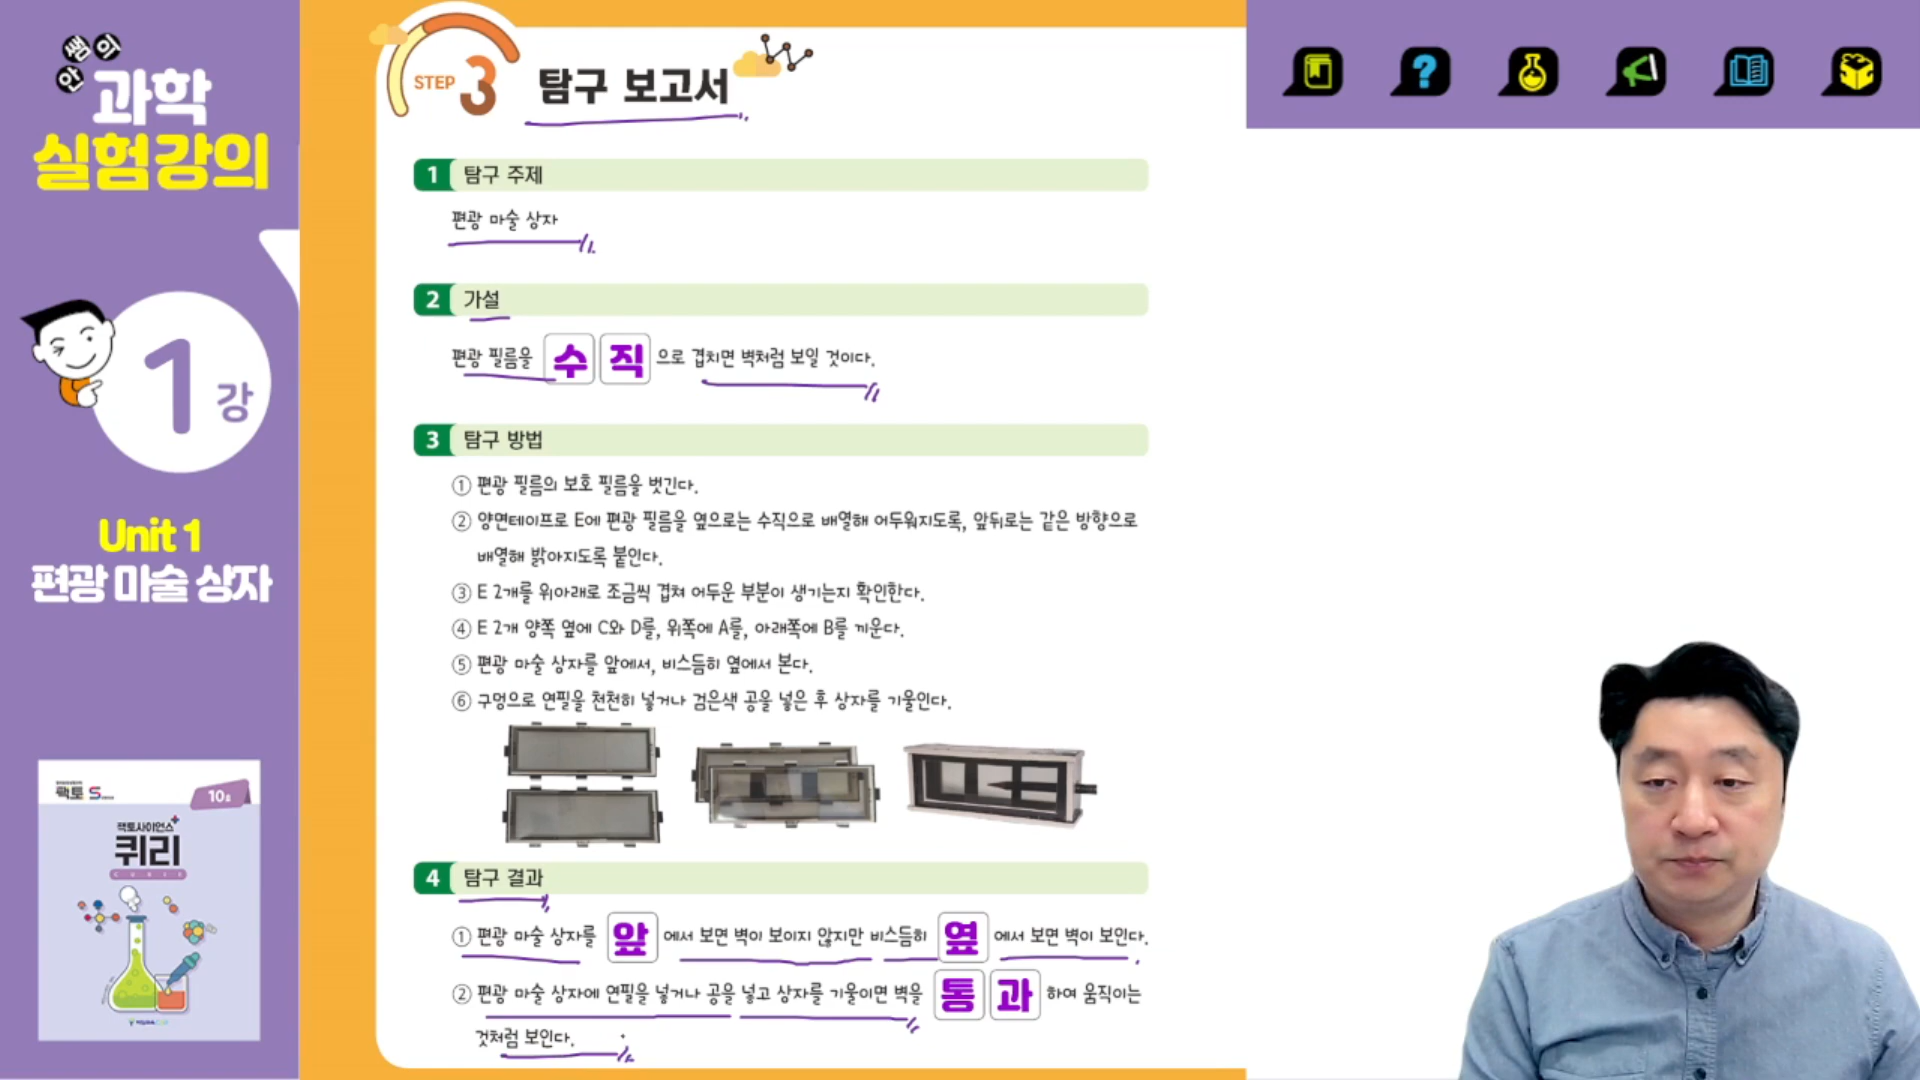 안쌤의
과학
실험강의
1강
Unit 1
편광 마술 상자
팩토 S
10호
팩토사이언스+
퀴리
CURIE
STEP 3 탐구 보고서
1 탐구 주제
편광 마술 상자
2 가설
편광 필름을 수직으로 겹치면 벽처럼 보일 것이다.
3 탐구 방법
① 편광 필름의 보호 필름을 벗긴다.
② 양면테이프로 E에 편광 필름을 옆으로는 수직으로 배열해 어두워지도록, 앞뒤로는 같은 방향으로
배열해 밝아지도록 붙인다.
③ E 2개를 위아래로 조금씩 겹쳐 어두운 부분이 생기는지 확인한다.
④ E 2개 양쪽 옆에 C와 D를, 위쪽에 A를, 아래쪽에 B를 끼운다.
⑤ 편광 마술 상자를 앞에서, 비스듬히 옆에서 본다.
⑥ 구멍으로 연필을 천천히 넣거나 검은색 공을 넣은 후 상자를 기울인다.
4 탐구 결과
① 편광 마술 상자를 앞에서 보면 벽이 보이지 않지만 비스듬히 옆에서 보면 벽이 보인다.
② 편광 마술 상자에 연필을 넣거나 공을 넣고 상자를 기울이면 벽을 통과하여 움직이는
것처럼 보인다.
?